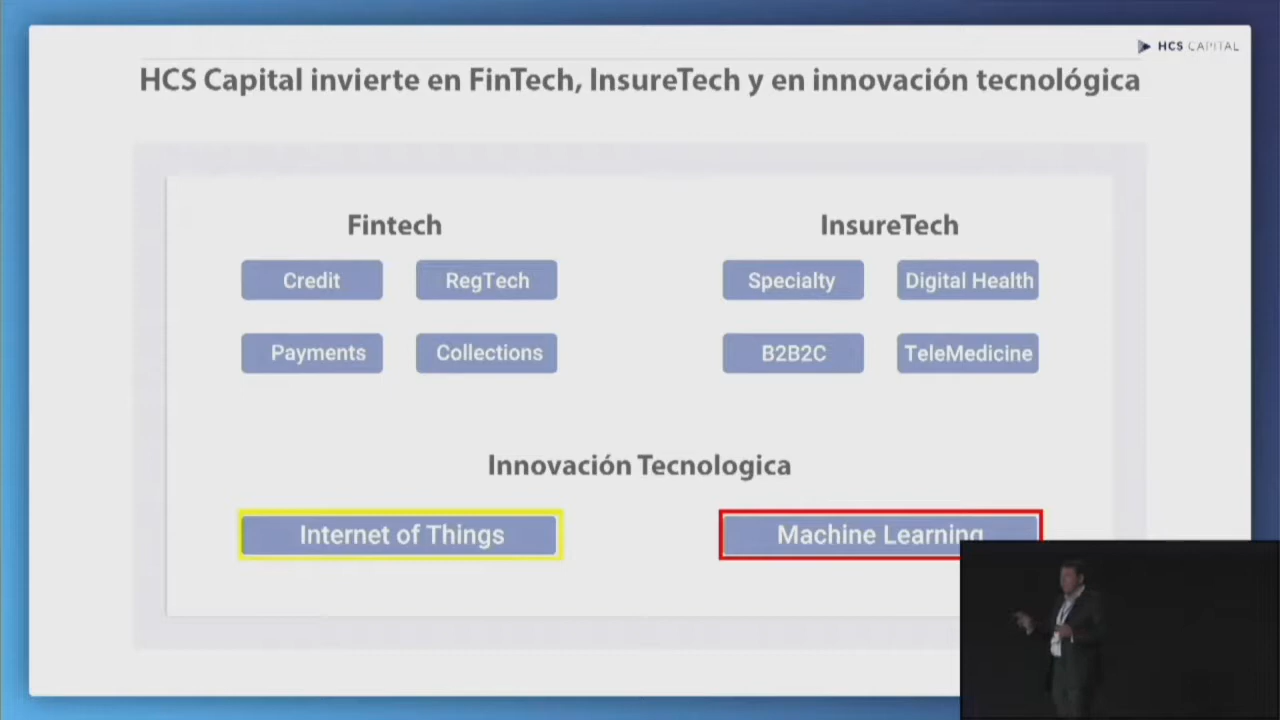 HCS CAPITAL
HCS Capital invierte en FinTech, InsureTech y en innovación tecnológica
Fintech
InsureTech
Credit
RegTech
Specialty
Digital Health
Payments
Collections
B2B2C
TeleMedicine
Innovación Tecnologica
Internet of Things
Machine Learning